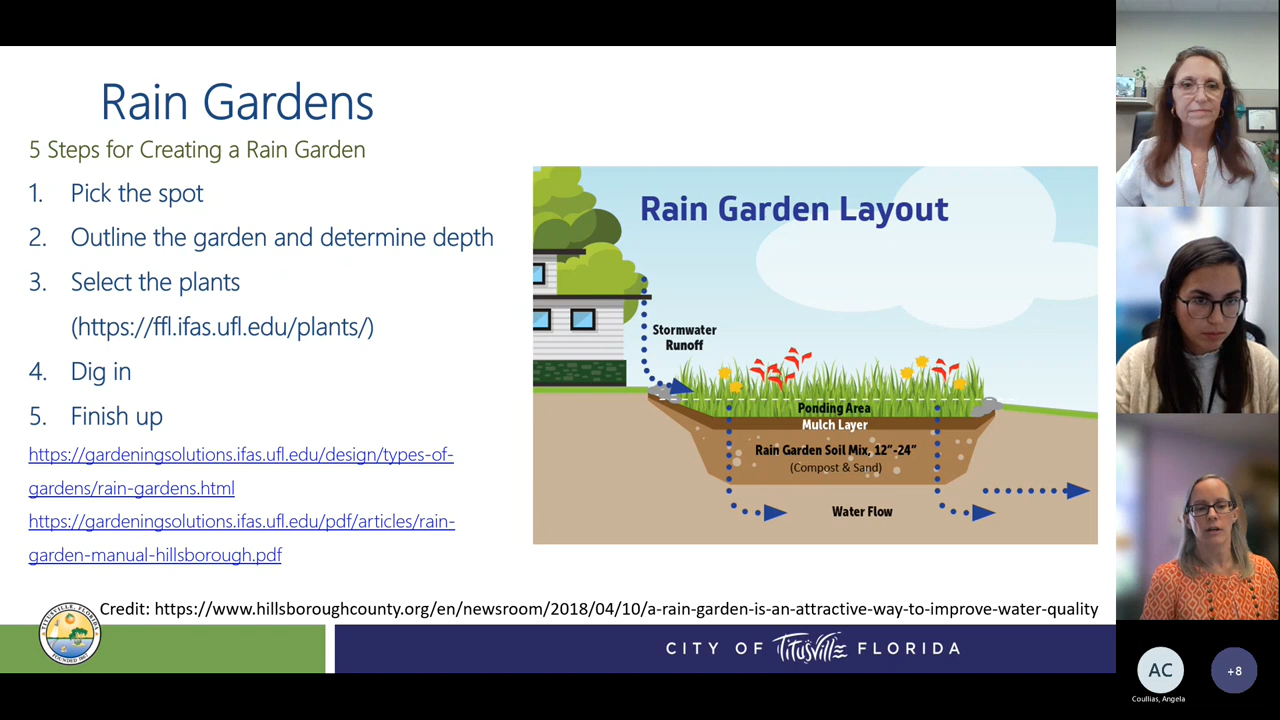 Rain Gardens
5 Steps for Creating a Rain Garden
1. Pick the spot
2. Outline the garden and determine depth
3. Select the plants
(https://ffl.ifas.ufl.edu/plants/)
4. Dig in
5. Finish up
https://gardeningsolutions.ifas.ufl.edu/design/types-of-
gardens/rain-gardens.html
https://gardeningsolutions.ifas.ufl.edu/pdf/articles/rain-
garden-manual-hillsborough.pdf
Rain Garden Layout
Stormwater
Runoff
Ponding Area
Mulch Layer
Rain Garden Soil Mix, 12”-24”
(Compost & Sand)
Water Flow
Credit: https://www.hillsboroughcounty.org/en/newsroom/2018/04/10/a-rain-garden-is-an-attractive-way-to-improve-water-quality
CITY OF Titusville FLORIDA
AC
Coullias, Angela
+8